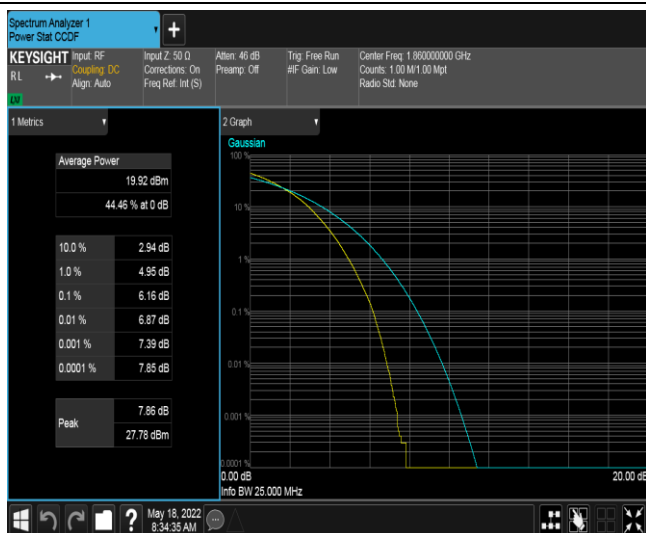 Spectrum Analyzer 1
Power Stat CCDF
+
KEYSIGHT
RL
LXI
Input: RF
Coupling: DC
Align: Auto
Input Z: 50 Ω
Corrections: On
Freq Ref: Int (S)
Atten: 46 dB
Preamp: Off
Trig: Free Run
#IF Gain: Low
Center Freq: 1.860000000 GHz
Counts: 1.00 M/1.00 Mpt
Radio Std: None
1 Metrics
Average Power
19.92 dBm
44.46 % at 0 dB
10.0 % 2.94 dB
1.0 % 4.95 dB
0.1 % 6.16 dB
0.01 % 6.87 dB
0.001 % 7.39 dB
0.0001 % 7.85 dB
Peak
7.86 dB
27.78 dBm
2 Graph
Gaussian
100 %
10 %
1 %
0.1 %
0.01 %
0.001 %
0.0001 %
0.00 dB
20.00 dB
Info BW 25.000 MHz
?
May 18, 2022
8:34:35 AM